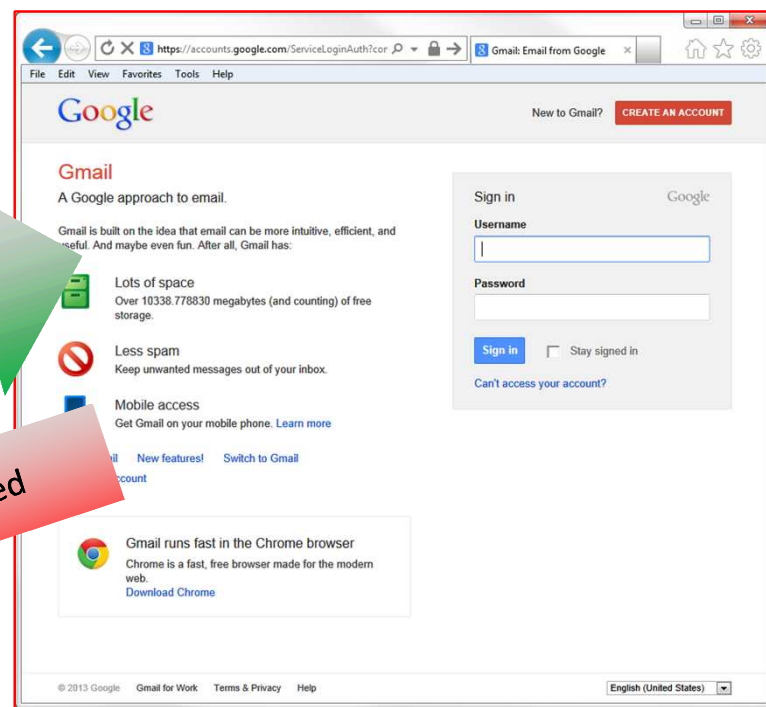 https://accounts.google.com/ServiceLoginAuth?cor
Gmail: Email from Google
File Edit View Favorites Tools Help
Google
New to Gmail? CREATE AN ACCOUNT
Gmail
A Google approach to email.
Gmail is built on the idea that email can be more intuitive, efficient, and
useful. And maybe even fun. After all, Gmail has:
Lots of space
Over 10338.778830 megabytes (and counting) of free
storage.
Less spam
Keep unwanted messages out of your inbox.
Mobile access
Get Gmail on your mobile phone. Learn more
New features! Switch to Gmail
Sign in Google
Username
Password
Sign in Stay signed in
Can't access your account?
Gmail runs fast in the Chrome browser
Chrome is a fast, free browser made for the modern
web.
Download Chrome
© 2013 Google Gmail for Work Terms & Privacy Help
English (United States)